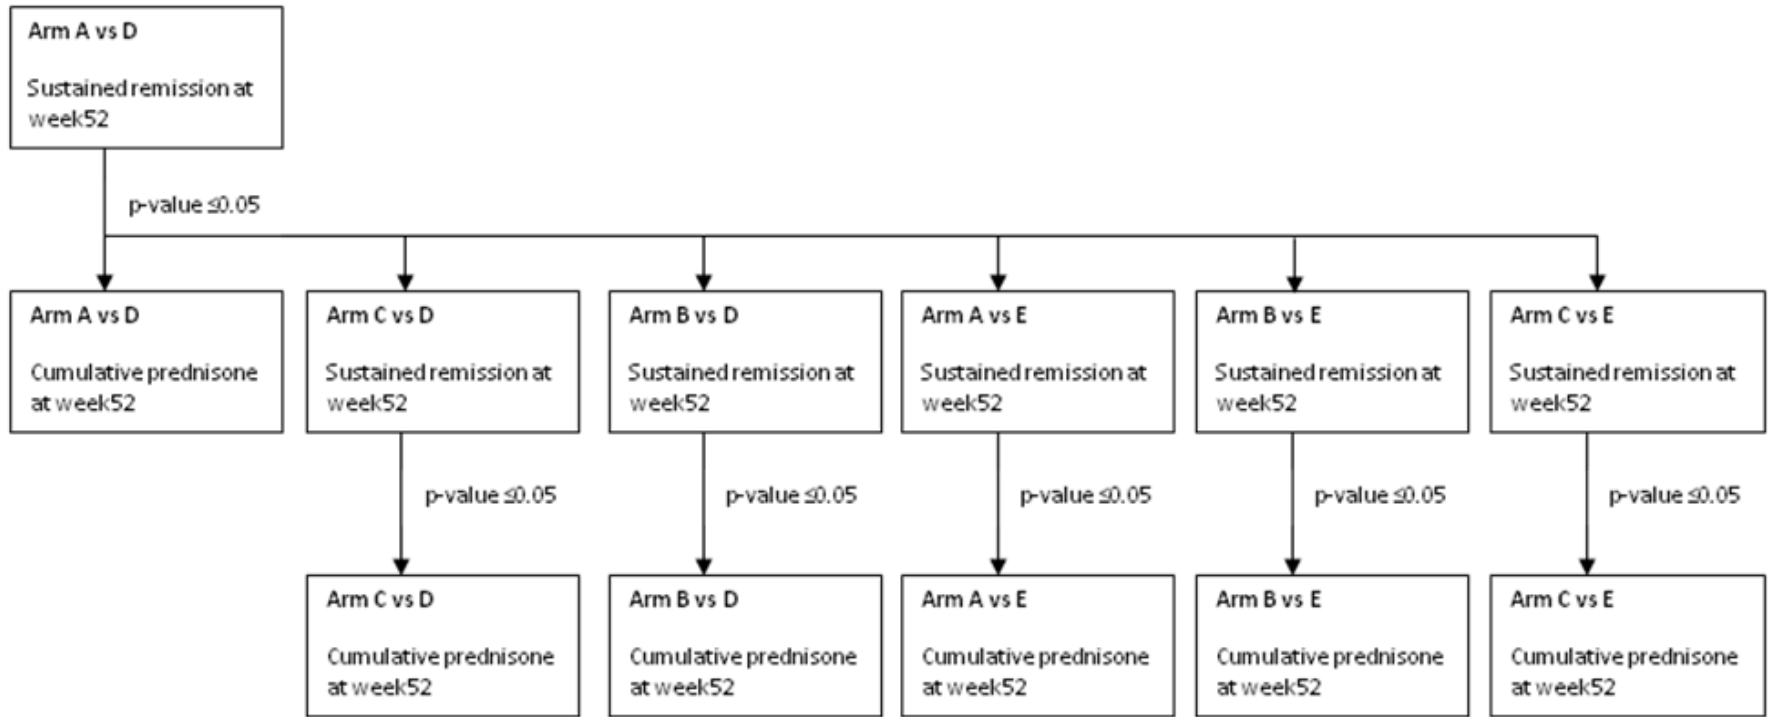 Arm A vs D
Sustained remission at
week52
p-value ≤0.05
Arm A vs D
Cumulative prednisone
at week52
Arm C vs D
Sustained remission at
week52
Arm B vs D
Sustained remission at
week52
Arm A vs E
Sustained remission at
week52
Arm B vs E
Sustained remission at
week52
Arm C vs E
Sustained remission at
week52
p-value ≤0.05
p-value ≤0.05
p-value ≤0.05
p-value ≤0.05
p-value ≤0.05
Arm C vs D
Cumulative prednisone
at week52
Arm B vs D
Cumulative prednisone
at week52
Arm A vs E
Cumulative prednisone
at week52
Arm B vs E
Cumulative prednisone
at week52
Arm C vs E
Cumulative prednisone
at week52